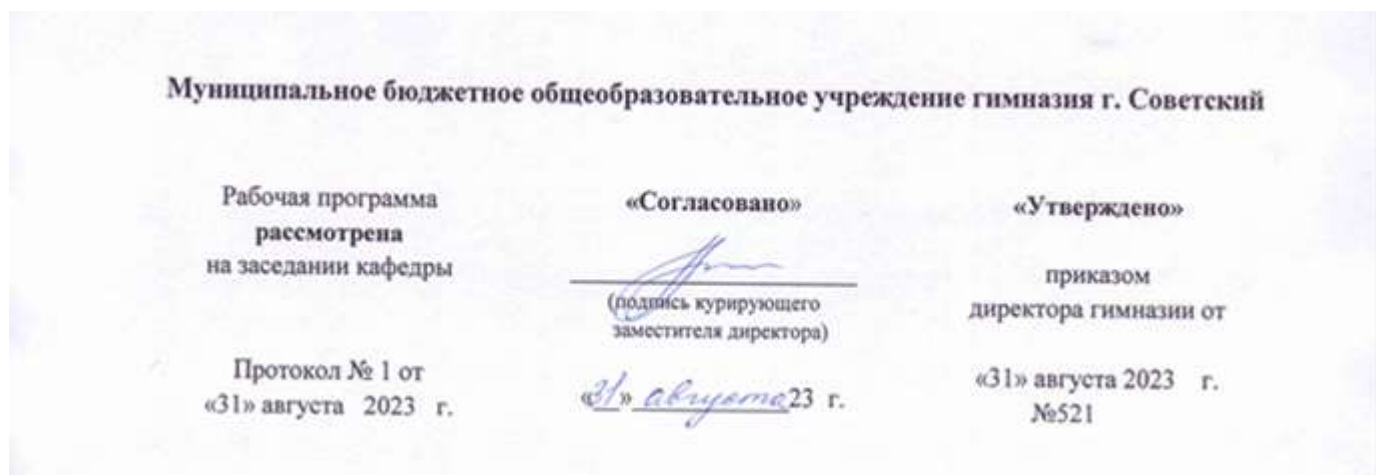 Муниципальное бюджетное общеобразовательное учреждение гимназия г. Советский
Рабочая программа
рассмотрена
на заседании кафедры
Протокол № 1 от
«31» августа 2023 г.
«Согласовано»
(подпись курирующего
заместителя директора)
«31» августа 23 г.
«Утверждено»
приказом
директора гимназии от
«31» августа 2023 г.
№521